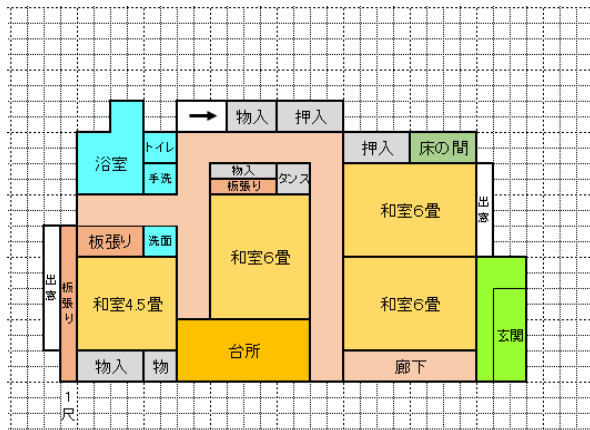 → 物入 押入
浴室 トイレ
手洗
物入
板張り タンス
押入 床の間
和室6畳 出窓
板張り 洗面
和室6畳
出窓 板張り 和室4.5畳
和室6畳
玄関
物入 物
台所
廊下
1尺